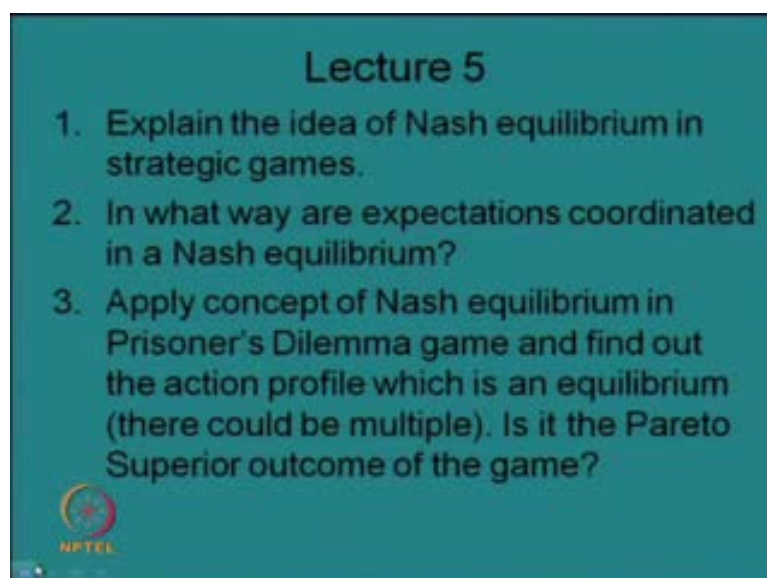 Lecture 5
1. Explain the idea of Nash equilibrium in
strategic games.
2. In what way are expectations coordinated
in a Nash equilibrium?
3. Apply concept of Nash equilibrium in
Prisoner's Dilemma game and find out
the action profile which is an equilibrium
(there could be multiple). Is it the Pareto
Superior outcome of the game?
NPTEL